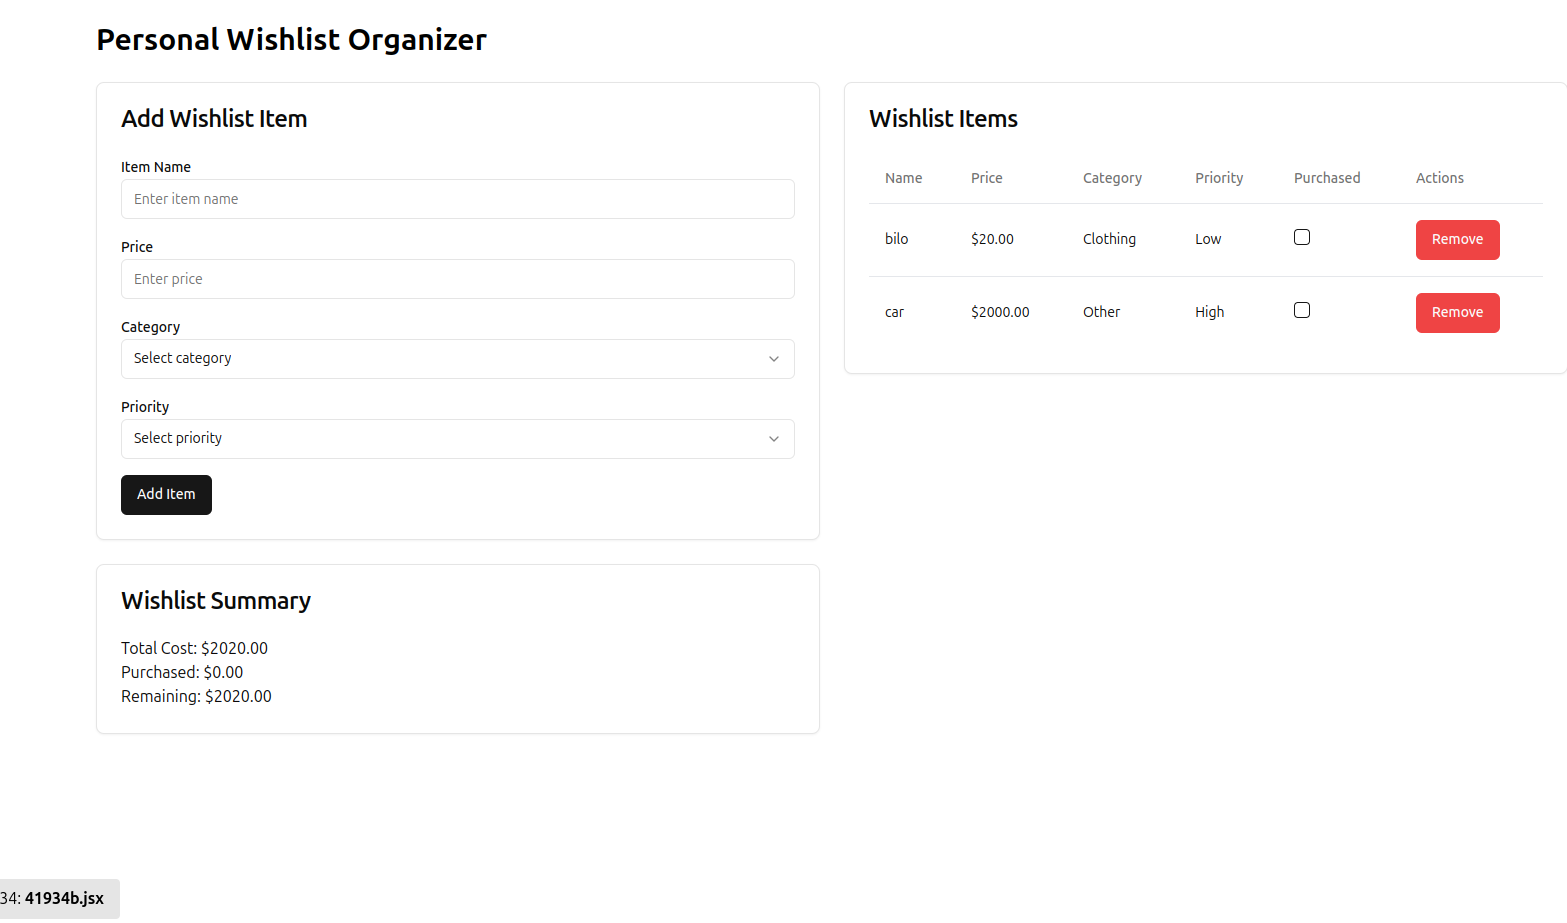 Personal Wishlist Organizer
Add Wishlist Item
Item Name
Enter item name
Price
Enter price
Category
Select category
Priority
Select priority
Add Item
Wishlist Summary
Total Cost: $2020.00
Purchased: $0.00
Remaining: $2020.00
Wishlist Items
Name Price Category Priority Purchased Actions
bilo $20.00 Clothing Low Remove
car $2000.00 Other High Remove
34: 41934b.jsx